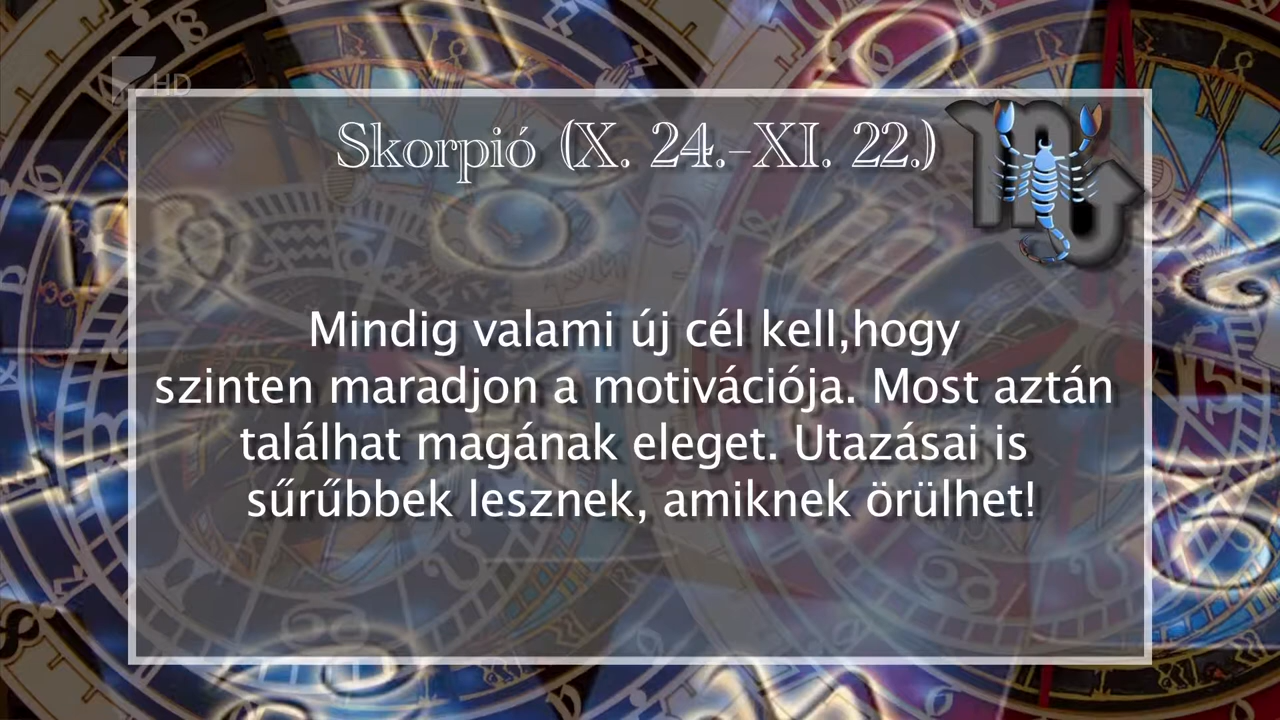 HD
Skorpió (X. 24.-XI. 22.)
Mindig valami új cél kell,hogy
szinten maradjon a motivációja. Most aztán
találhat magának eleget. Utazásai is
sűrűbbek lesznek, amiknek örülhet!